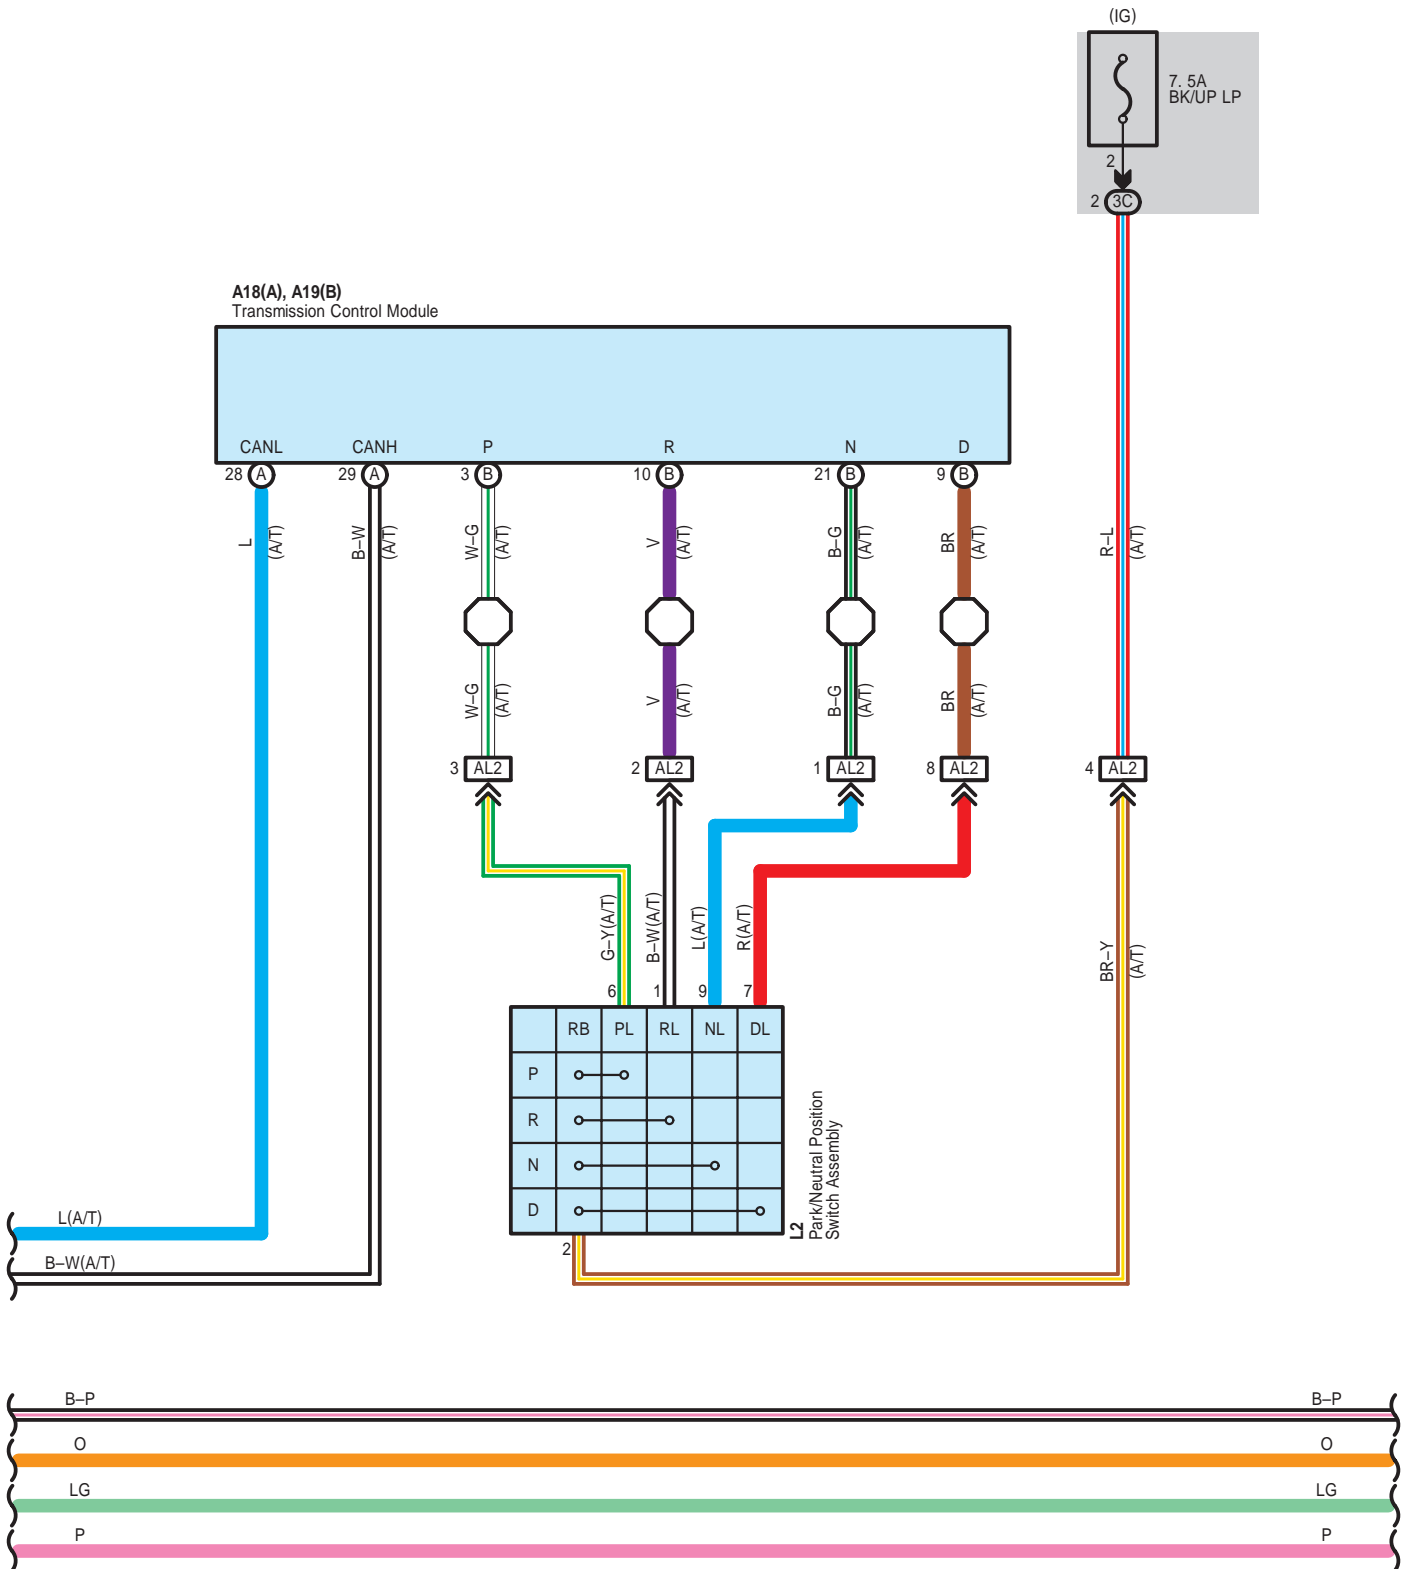 (IG)
7. 5A
BK/UP LP
2
2 3C
A18(A), A19(B)
Transmission Control Module
CANL CANH P R N D
28 A 29 A 3 B 10 B 21 B 9 B
L (A/T) B–W (A/T) W–G (A/T) V (A/T) B–G (A/T) BR (A/T) R–L (A/T)
W–G (A/T) V (A/T) B–G (A/T) BR (A/T)
3 AL2 2 AL2 1 AL2 8 AL2 4 AL2
G–Y(A/T) B–W(A/T) L(A/T) R(A/T) BR–Y (A/T)
6 1 9 7
RB PL RL NL DL
P
R
N
D
L2
Park/Neutral Position
Switch Assembly
2
L(A/T)
B–W(A/T)
B–P B–P
O O
LG LG
P P